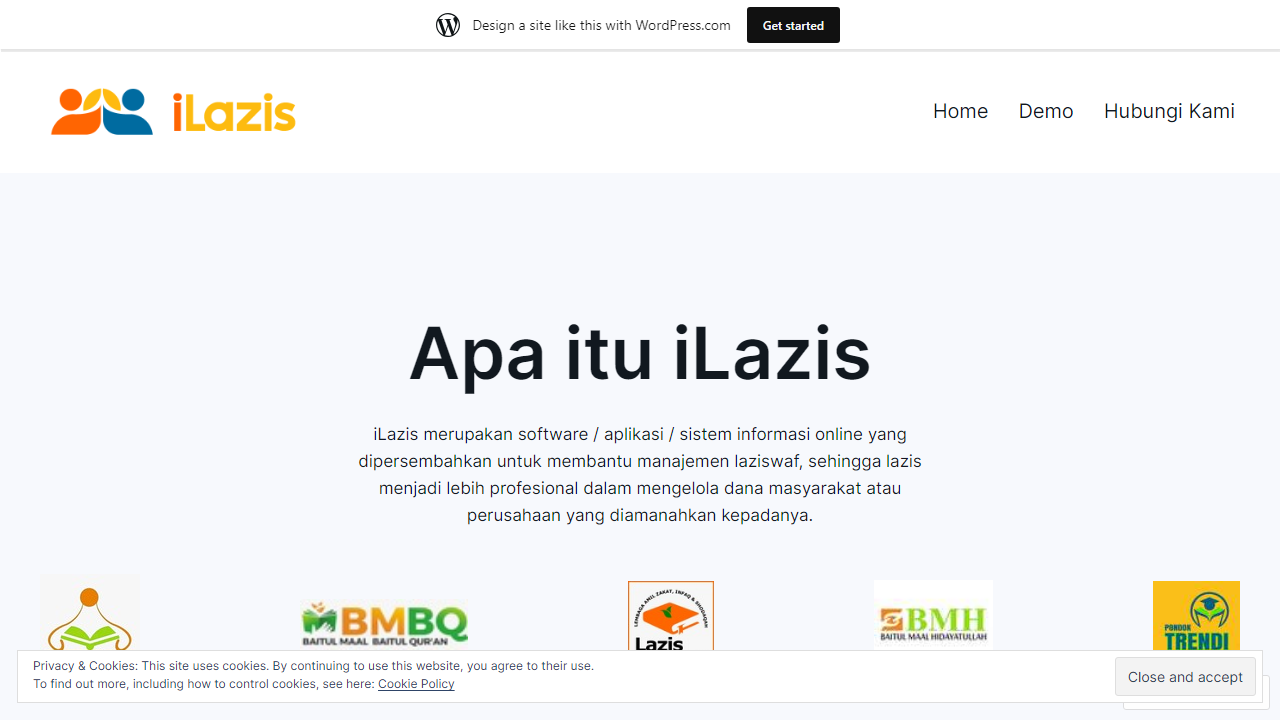 Design a site like this with WordPress.com
Get started
iLazis
Home
Demo
Hubungi Kami
Apa itu iLazis
iLazis merupakan software / aplikasi / sistem informasi online yang
dipersembahkan untuk membantu manajemen laziswaf, sehingga lazis
menjadi lebih profesional dalam mengelola dana masyarakat atau
perusahaan yang diamanahkan kepadanya.
BMBQ
BAITUL MAAL BAITUL QUR'AN
LEMBAGA AMIL ZAKAT, INFAQ & SHODAQAH
Lazis
BMH
BAITUL MAAL HIDAYATULLAH
PONDOK
TRENDI
Privacy & Cookies: This site uses cookies. By continuing to use this website, you agree to their use.
To find out more, including how to control cookies, see here: Cookie Policy
Close and accept